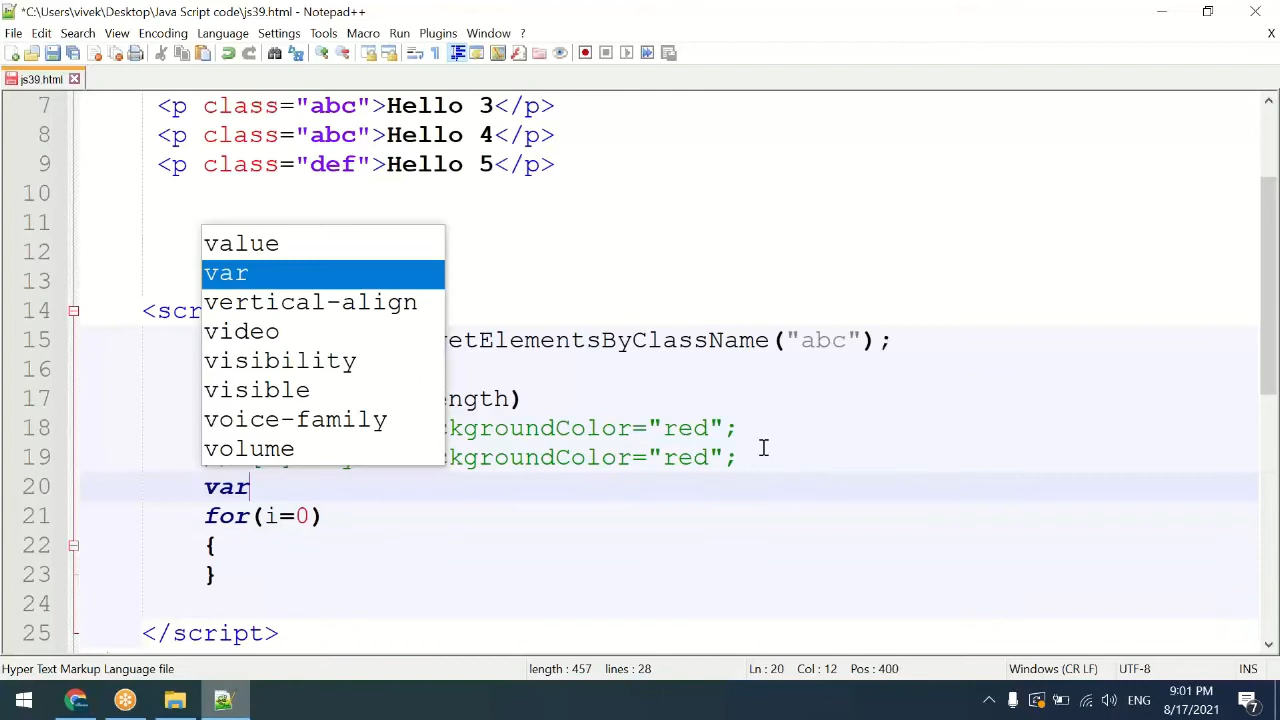 *C:\Users\vivek\Desktop\Java Script code\js39.html - Notepad++
File Edit Search View Encoding Language Settings Tools Macro Run Plugins Window ? X
js39.html
7 <p class="abc">Hello 3</p>
8 <p class="abc">Hello 4</p>
9 <p class="def">Hello 5</p>
10
11
12 value
13 var
14 <scr vertical-align
15 video etElementsByClassName("abc");
16 visibility
17 visible ngth)
18 voice-family kgroundColor="red";
19 volume kgroundColor="red";
20 var
21 for(i=0)
22 {
23 }
24
25 </script>
Hyper Text Markup Language file length : 457 lines : 28 Ln : 20 Col : 12 Pos : 400 Windows (CR LF) UTF-8 INS
ENG 9:01 PM
8/17/2021 7